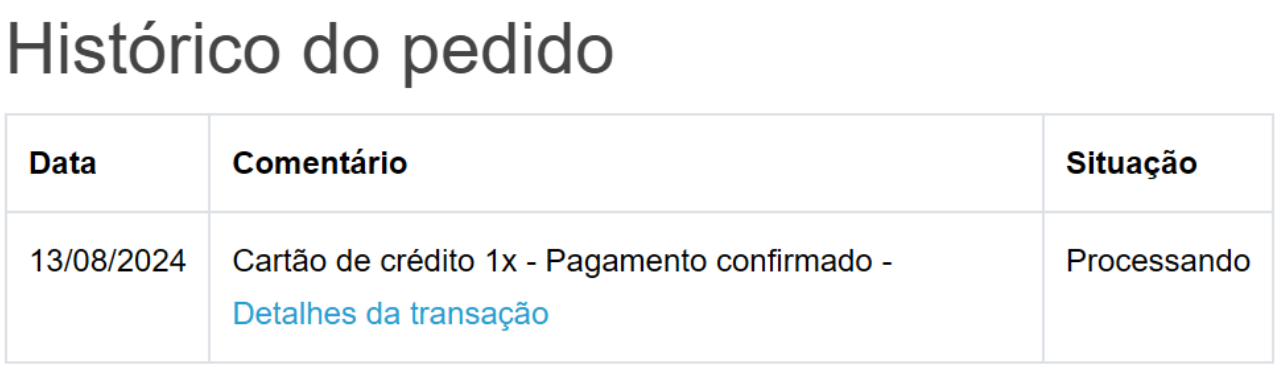 Histórico do pedido
Data Comentário Situação
13/08/2024 Cartão de crédito 1x - Pagamento confirmado - Processando
Detalhes da transação